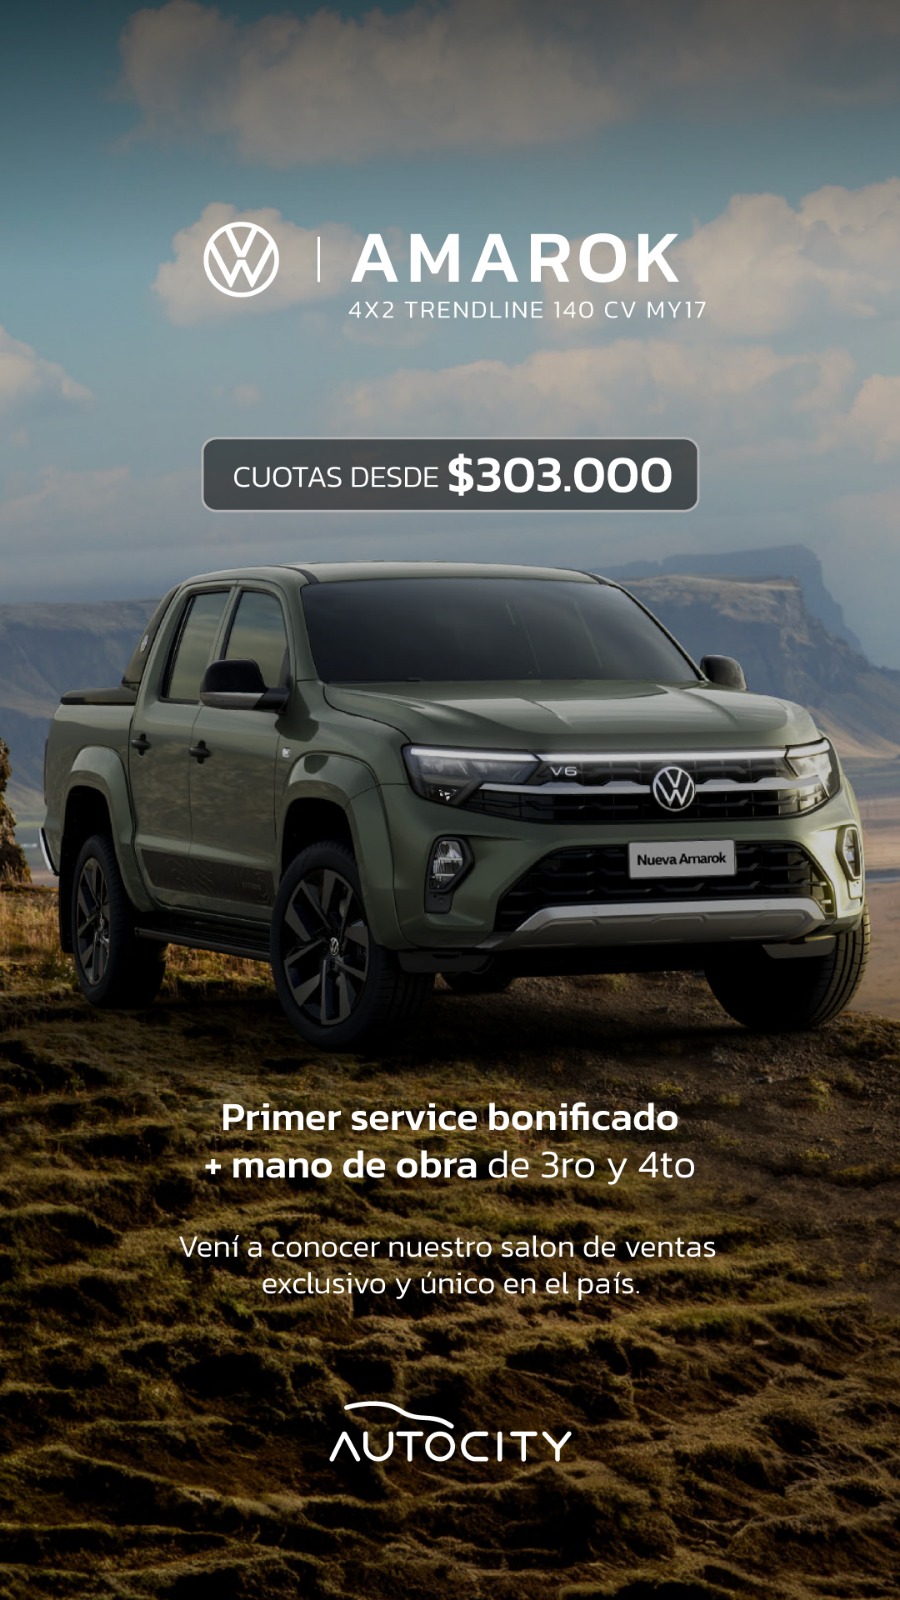 AMAROK
4X2 TRENDLINE 140 CV MY17
CUOTAS DESDE $303.000
V6
Nueva Amarok
Primer service bonificado
+ mano de obra de 3ro y 4to
Vení a conocer nuestro salon de ventas
exclusivo y único en el país.
AUTOCITY